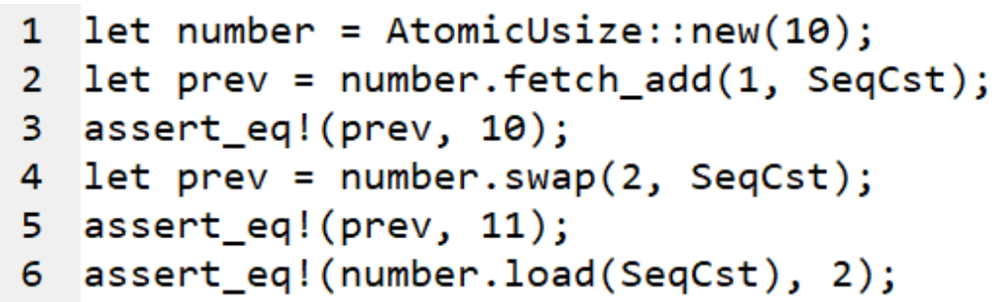 1 let number = AtomicUsize::new(10);
2 let prev = number.fetch_add(1, SeqCst);
3 assert_eq!(prev, 10);
4 let prev = number.swap(2, SeqCst);
5 assert_eq!(prev, 11);
6 assert_eq!(number.load(SeqCst), 2);